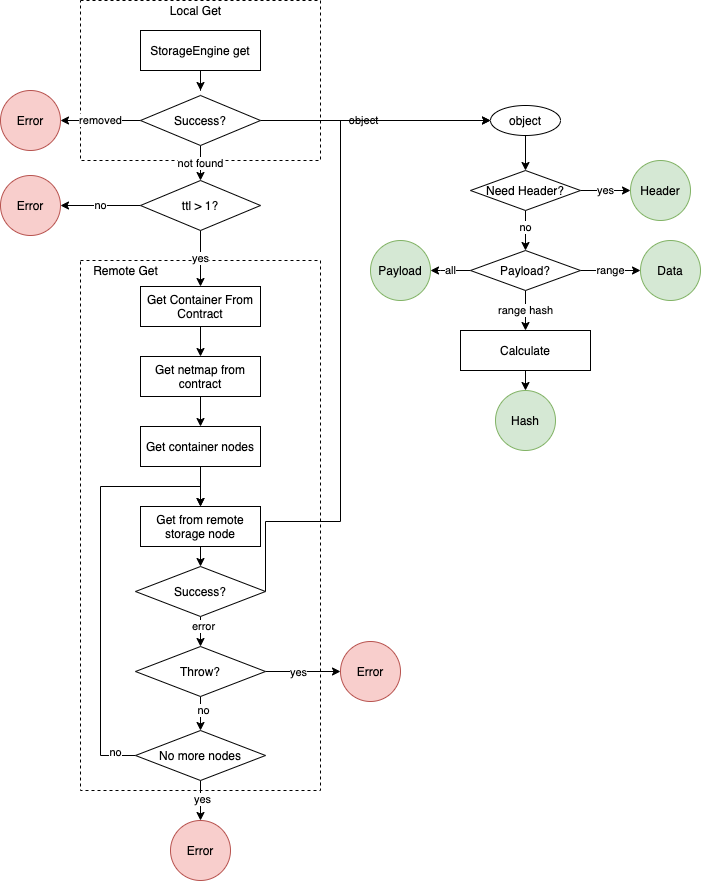 Local Get
StorageEngine get
Error
removed
Success?
object
object
not found
Need Header?
yes
Header
Error
no
ttl > 1?
no
yes
Payload
all
Payload?
range
Data
Remote Get
Get Container From
Contract
range hash
Calculate
Get netmap from
contract
Hash
Get container nodes
Get from remote
storage node
Success?
error
Throw?
yes
Error
no
no
No more nodes
yes
Error